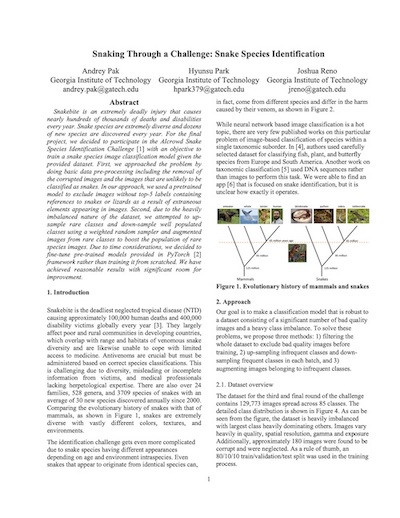 Snaking Through a Challenge: Snake Species Identification
Andrey Pak
Georgia Institute of Technology
andrey.pak@gatech.edu
Hyunsu Park
Georgia Institute of Technology
hpark379@gatech.edu
Joshua Reno
Georgia Institute of Technology
jreno@gatech.edu
Abstract
Snakebite is an extremely deadly injury that causes
nearly hundreds of thousands of deaths and disabilities
every year. Snake species are extremely diverse and dozens
of new species are discovered every year. For the final
project, we decided to participate in the AIcrowd Snake
Species Identification Challenge [1] with an objective to
train a snake species image classification model given the
provided dataset. First, we approached the problem by
doing basic data pre-processing including the removal of
the corrupted images and the images that are unlikely to be
classified as snakes. In our approach, we used a pretrained
model to exclude images without top-5 labels containing
references to snakes or lizards as a result of extraneous
elements appearing in images. Second, due to the heavily
imbalanced nature of the dataset, we attempted to up-
sample rare classes and down-sample well populated
classes using a weighted random sampler and augmented
images from rare classes to boost the population of rare
species images. Due to time considerations, we decided to
fine-tune pre-trained models provided in PyTorch [2]
framework rather than training it from scratched. We have
achieved reasonable results with significant room for
improvement.
1. Introduction
Snakebite is the deadliest neglected tropical disease (NTD)
causing approximately 100,000 human deaths and 400,000
disability victims globally every year [3]. They largely
affect poor and rural communities in developing countries,
which overlap with range and habitats of venomous snake
diversity and are likewise unable to cope with limited
access to medicine. Antivenoms are crucial but must be
administered based on correct species classifications. This
is challenging due to diversity, misleading or incomplete
information from victims, and medical professionals
lacking herpetological expertise. There are also over 24
families, 528 genera, and 3709 species of snakes with an
average of 30 new species discovered annually since 2000.
Comparing the evolutionary history of snakes with that of
mammals, as shown in Figure 1, snakes are extremely
diverse with vastly different colors, textures, and
environments.
The identification challenge gets even more complicated
due to snake species having different appearances
depending on age and environment intraspecies. Even
snakes that appear to originate from identical species can,
in fact, come from different species and differ in the harm
caused by their venom, as shown in Figure 2.
While neural network based image classification is a hot
topic, there are very few published works on this particular
problem of image-based classification of species within a
single taxonomic suborder. In [4], authors used carefully
selected dataset for classifying fish, plant, and butterfly
species from Europe and South America. Another work on
taxonomic classification [5] used DNA sequences rather
than images to perform this task. We were able to find an
app [6] that is focused on snake identification, but it is
unclear how exactly it operates.
Mammals
Snakes
Figure 1. Evolutionary history of mammals and snakes
2. Approach
Our goal is to make a classification model that is robust to
a dataset consisting of a significant number of bad quality
images and a heavy class imbalance. To solve these
problems, we propose three methods: 1) filtering the
whole dataset to exclude bad quality images before
training, 2) up-sampling infrequent classes and down-
sampling frequent classes in each batch, and 3)
augmenting images belonging to infrequent classes.
2.1. Dataset overview
The dataset for the third and final round of the challenge
contains 129,773 images spread across 85 classes. The
detailed class distribution is shown in Figure 4. As can be
seen from the figure, the dataset is heavily imbalanced
with largest class heavily dominating others. Images vary
heavily in quality, spatial resolution, gamma and exposure
Additionally, approximately 180 images were found to be
corrupt and were neglected. As a rule of thumb, an
80/10/10 train/validation/test split was used in the training
process.
1